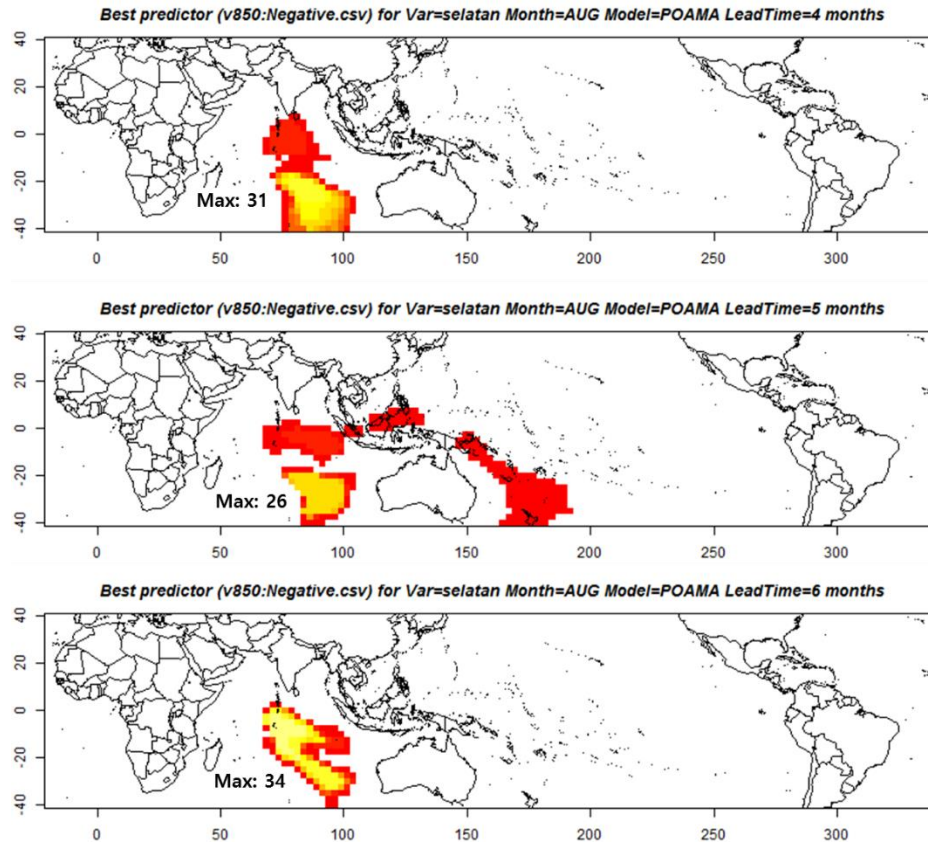 Best predictor (v850:Negative.csv) for Var=selatan Month=AUG Model=POAMA LeadTime=4 months
40
20
0
-20
-40
Max: 31
0 50 100 150 200 250 300
Best predictor (v850:Negative.csv) for Var=selatan Month=AUG Model=POAMA LeadTime=5 months
40
20
0
-20
-40
Max: 26
0 50 100 150 200 250 300
Best predictor (v850:Negative.csv) for Var=selatan Month=AUG Model=POAMA LeadTime=6 months
40
20
0
-20
-40
Max: 34
0 50 100 150 200 250 300